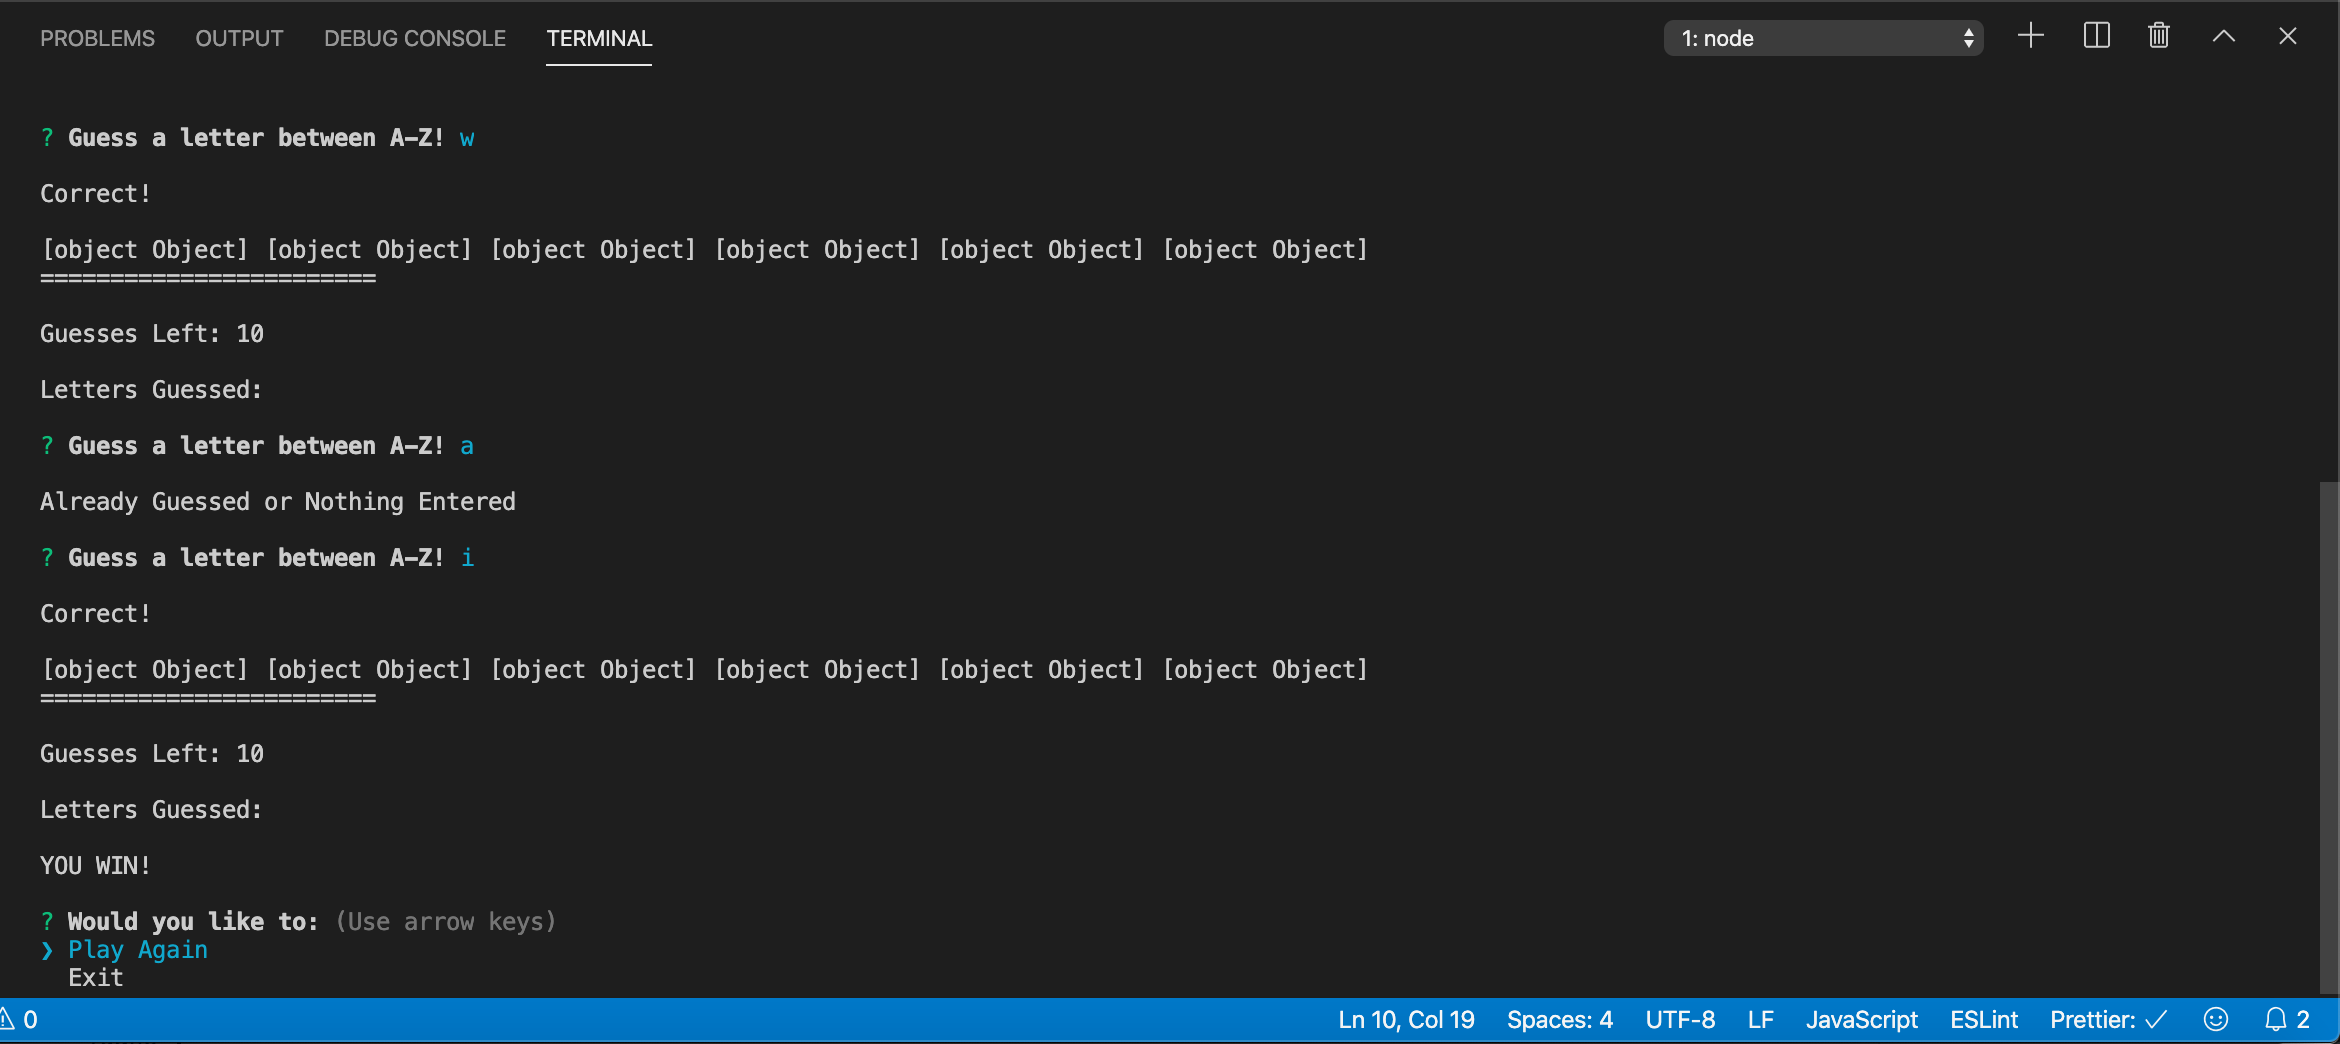 PROBLEMS OUTPUT DEBUG CONSOLE TERMINAL 1: node
? Guess a letter between A-Z! w
Correct!
[object Object] [object Object] [object Object] [object Object] [object Object] [object Object]
========================
Guesses Left: 10
Letters Guessed:
? Guess a letter between A-Z! a
Already Guessed or Nothing Entered
? Guess a letter between A-Z! i
Correct!
[object Object] [object Object] [object Object] [object Object] [object Object] [object Object]
========================
Guesses Left: 10
Letters Guessed:
YOU WIN!
? Would you like to: (Use arrow keys)
❯ Play Again
Exit
0 Ln 10, Col 19 Spaces: 4 UTF-8 LF JavaScript ESLint Prettier: ✓ 2